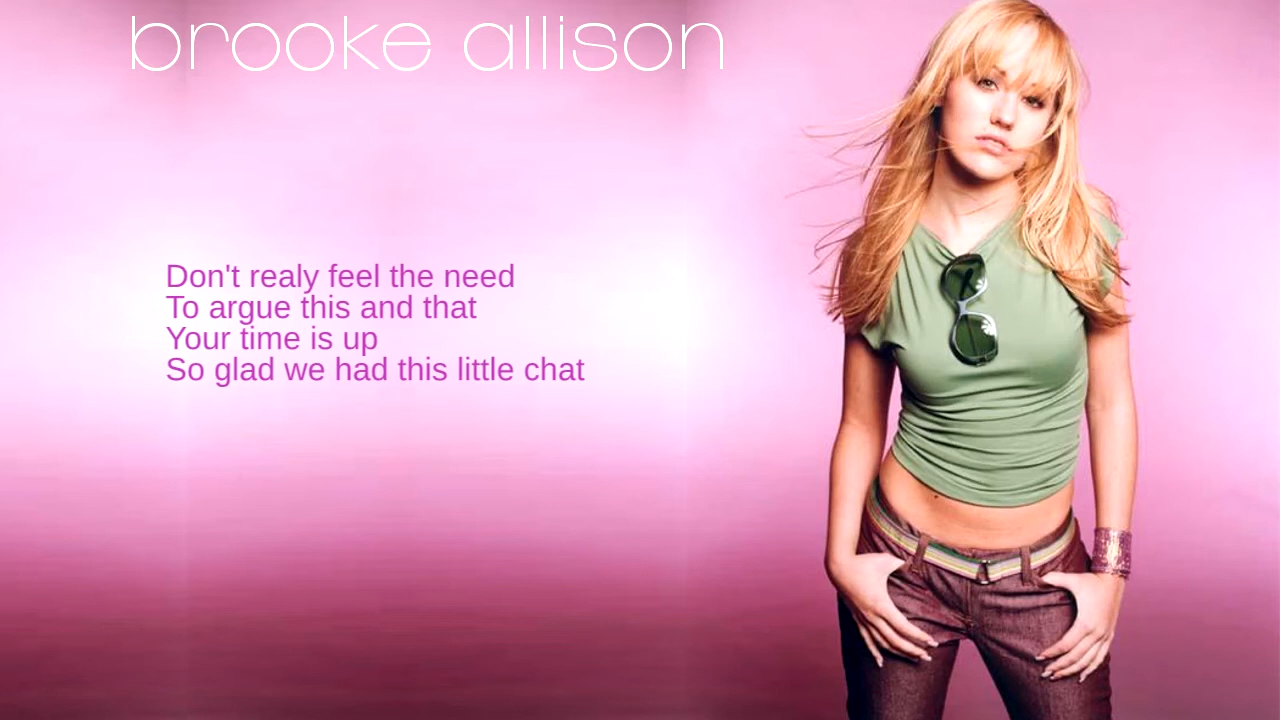 brooke allison
Don't realy feel the need
To argue this and that
Your time is up
So glad we had this little chat